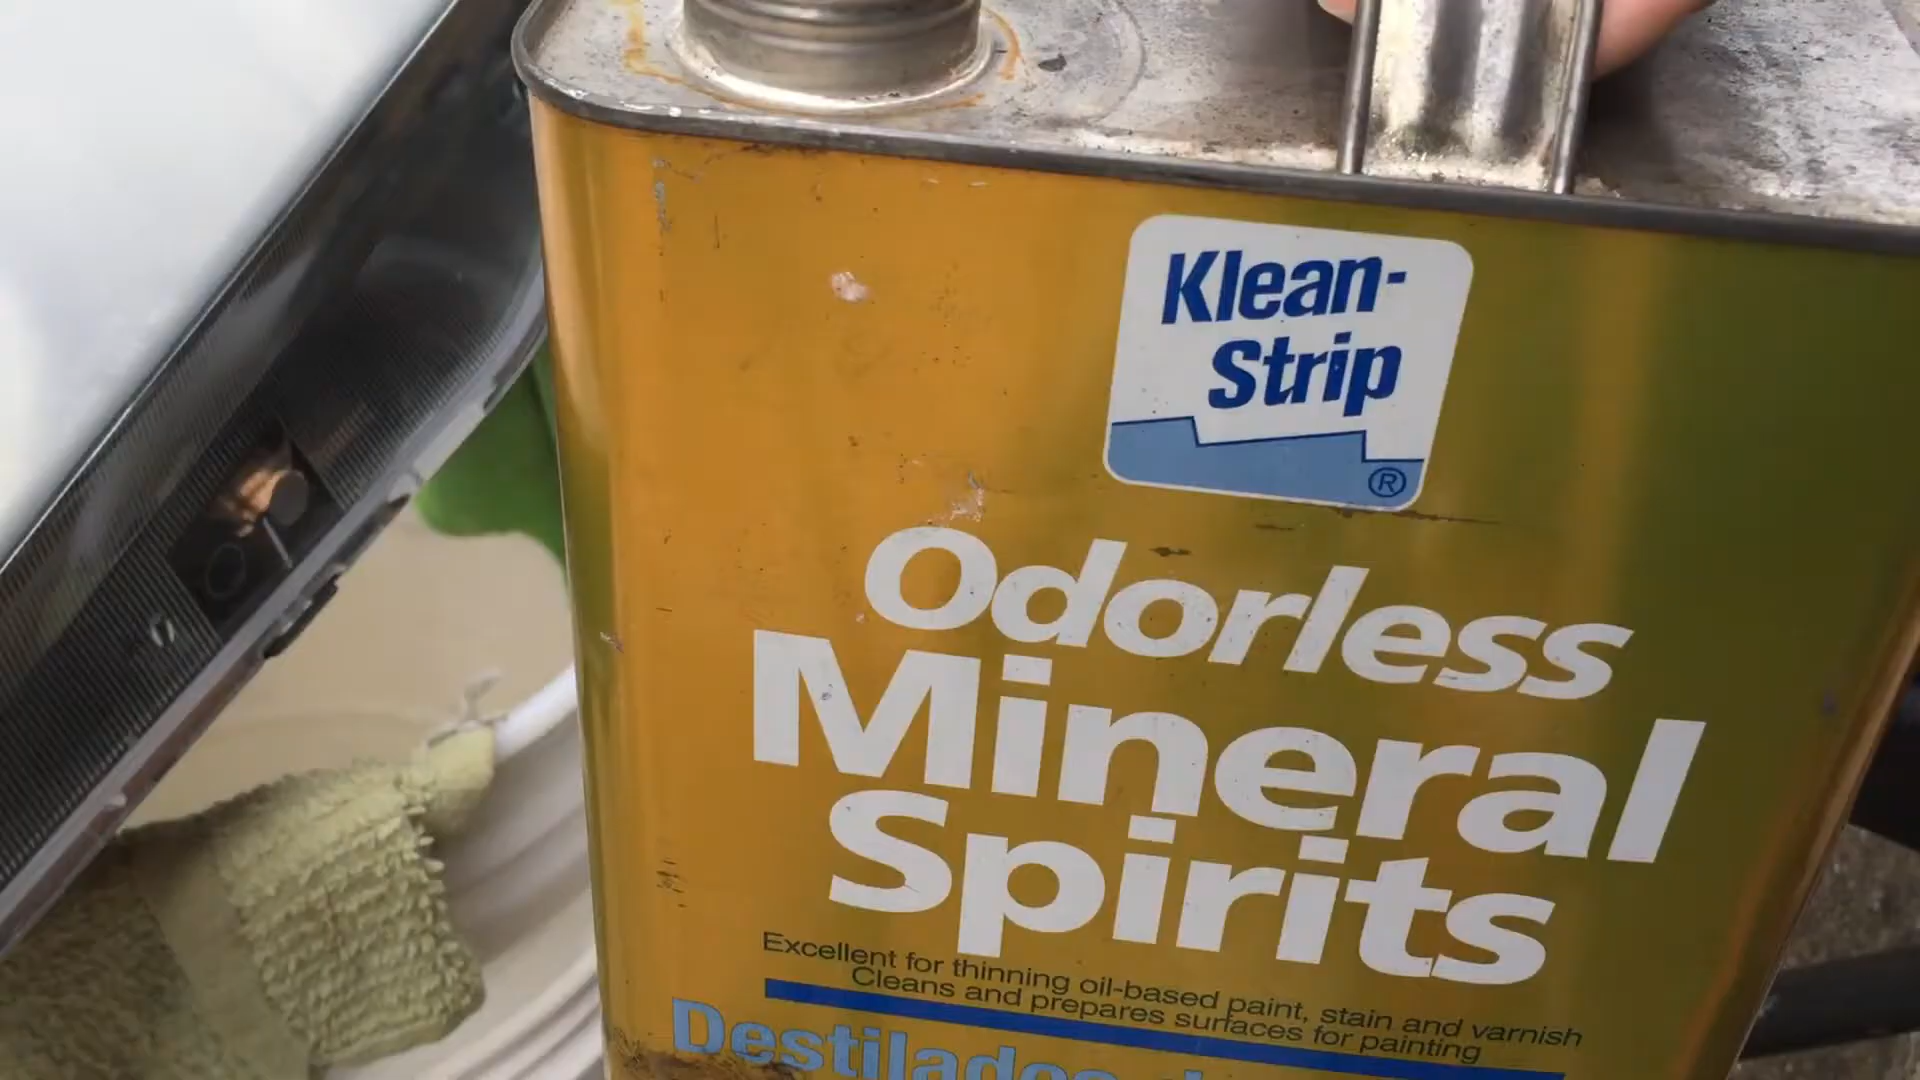 Klean-
Strip
®
Odorless
Mineral
Spirits
Excellent for thinning oil-based paint, stain and varnish
Cleans and prepares surfaces for painting
Destilados